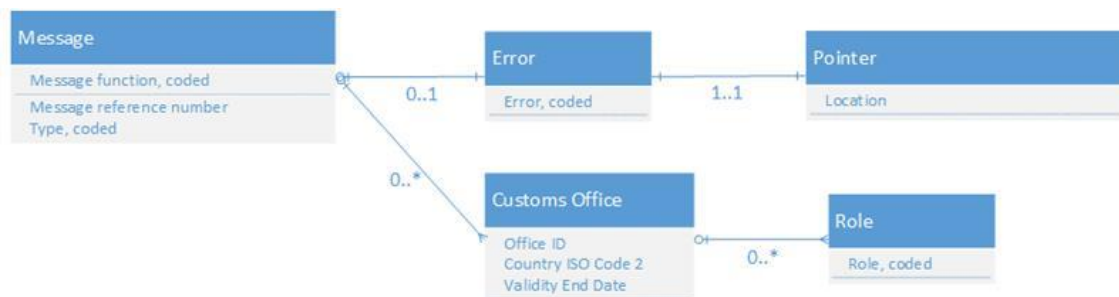 Message
Message function, coded
Message reference number
Type, coded
0..1
Error
Error, coded
1..1
Pointer
Location
0..*
Customs Office
Office ID
Country ISO Code 2
Validity End Date
0..*
Role
Role, coded